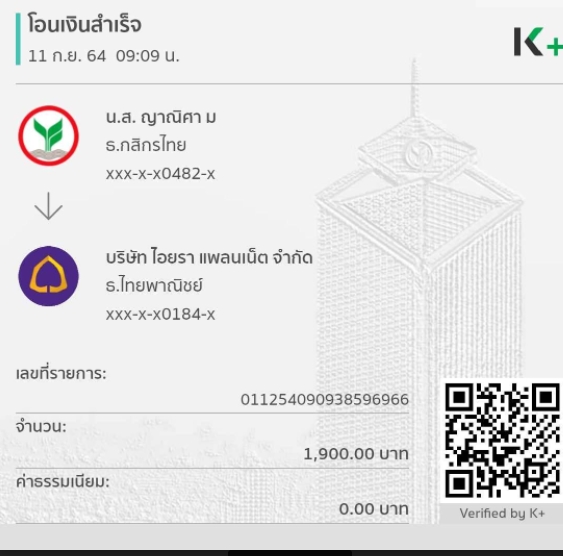 โอนเงินสำเร็จ
11 ก.ย. 64 09:09 น.
K+
น.ส. ญาณิศา ม
ธ.กสิกรไทย
xxx-x-x0482-x
บริษัท ไอยรา แพลนเน็ต จำกัด
ธ.ไทยพาณิชย์
xxx-x-x0184-x
เลขที่รายการ:
011254090938596966
จำนวน:
1,900.00 บาท
ค่าธรรมเนียม:
0.00 บาท
Verified by K+